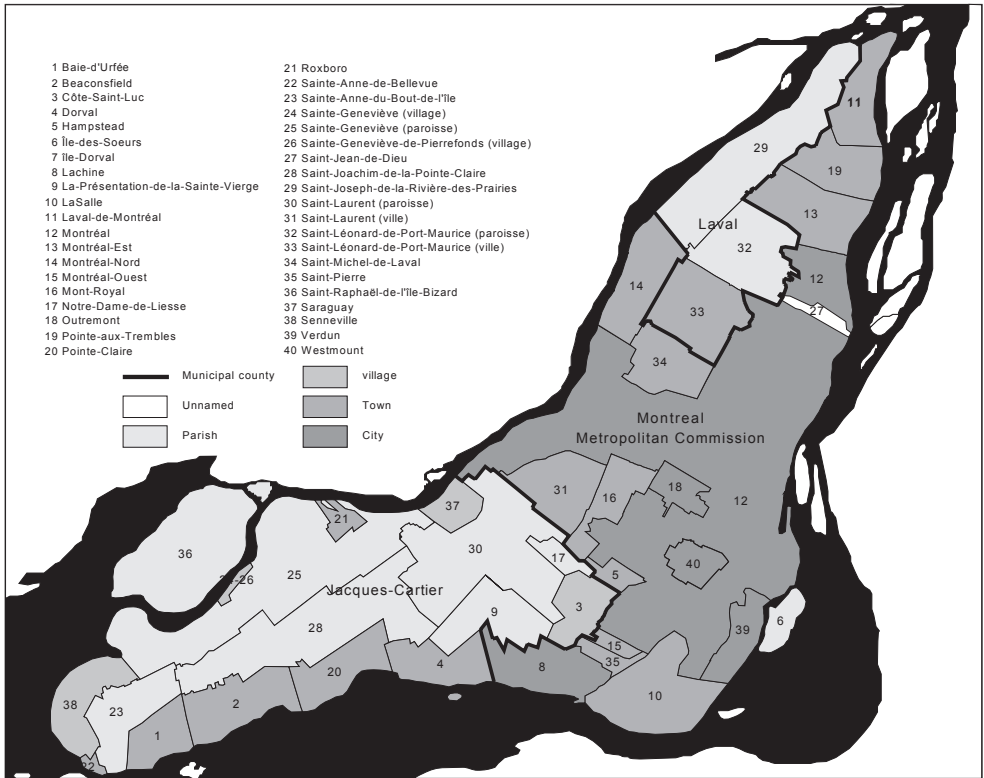 1 Baie-d'Urfée
2 Beaconsfield
3 Côte-Saint-Luc
4 Dorval
5 Hampstead
6 Île-des-Soeurs
7 île-Dorval
8 Lachine
9 La-Présentation-de-la-Sainte-Vierge
10 LaSalle
11 Laval-de-Montréal
12 Montréal
13 Montréal-Est
14 Montréal-Nord
15 Montréal-Ouest
16 Mont-Royal
17 Notre-Dame-de-Liesse
18 Outremont
19 Pointe-aux-Trembles
20 Pointe-Claire
21 Roxboro
22 Sainte-Anne-de-Bellevue
23 Sainte-Anne-du-Bout-de-l'île
24 Sainte-Geneviève (village)
25 Sainte-Geneviève (paroisse)
26 Sainte-Geneviève-de-Pierrefonds (village)
27 Saint-Jean-de-Dieu
28 Saint-Joachim-de-la-Pointe-Claire
29 Saint-Joseph-de-la-Rivière-des-Prairies
30 Saint-Laurent (paroisse)
31 Saint-Laurent (ville)
32 Saint-Léonard-de-Port-Maurice (paroisse)
33 Saint-Léonard-de-Port-Maurice (ville)
34 Saint-Michel-de-Laval
35 Saint-Pierre
36 Saint-Raphaël-de-l'île-Bizard
37 Saraguay
38 Senneville
39 Verdun
40 Westmount
Municipal county
Unnamed
Parish
village
Town
City
11
29
19
13
Laval
32
12
14
27
33
34
Montreal
Metropolitan Commission
31
16
18
12
37
21
36
30
17
40
25
26
5
Jacques-Cartier
3
9
6
28
39
15
35
4
8
20
10
2
38
23
1
22